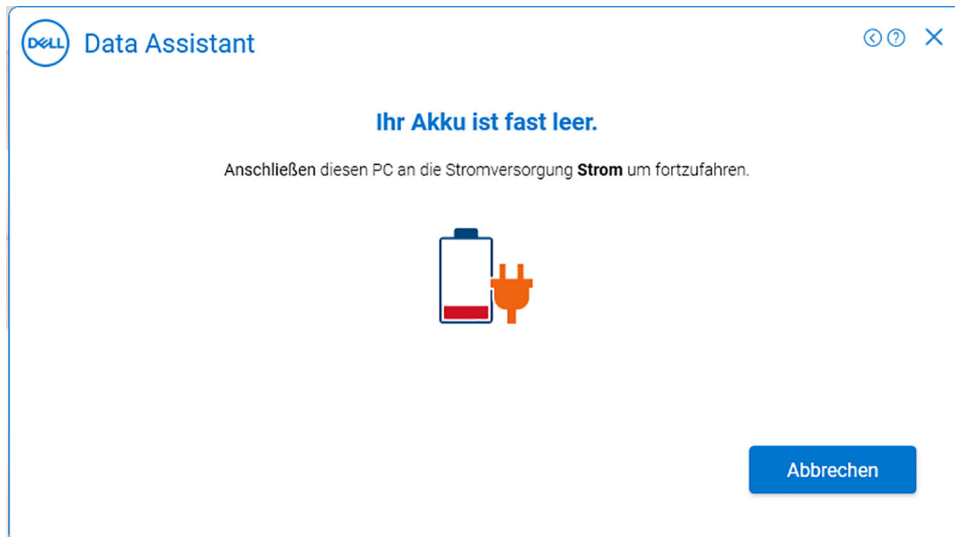 DELL Data Assistant
Ihr Akku ist fast leer.
Anschließen diesen PC an die Stromversorgung Strom um fortzufahren.
Abbrechen